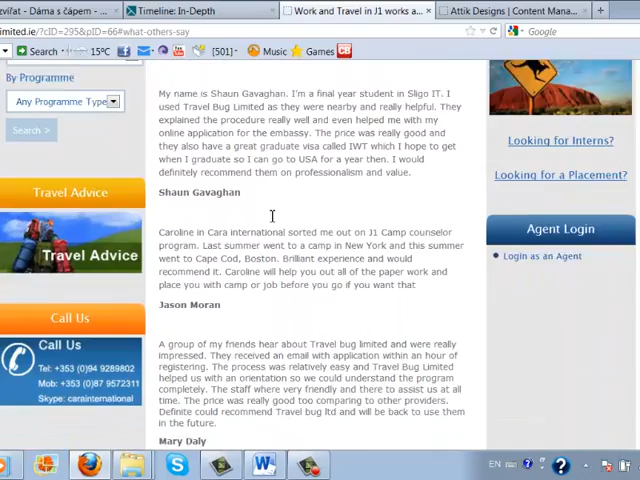 zvířat - Dáma s čápem - ...
Timeline: In-Depth
Work and Travel in J1 works a...
Attik Designs | Content Mana...
imited.ie/?cID=295&pID=66#what-others-say
Google
Search
15°C
[501]
Music
Games
By Programme
Any Programme Type
Search >
Travel Advice
Travel Advice
Call Us
Call Us
Tel: +353 (0)94 9289802
Mob: +353 (0)87 9572311
Skype: carainternational
My name is Shaun Gavaghan. I'm a final year student in Sligo IT. I
used Travel Bug Limited as they were nearby and really helpful. They
explained the procedure really well and even helped me with my
online application for the embassy. The price was really good and
they also have a great graduate visa called IWT which I hope to get
when I graduate so I can go to USA for a year then. I would
definitely recommend them on professionalism and value.
Shaun Gavaghan
Caroline in Cara international sorted me out on J1 Camp counselor
program. Last summer went to a camp in New York and this summer
went to Cape Cod, Boston. Brilliant experience and would
recommend it. Caroline will help you out all of the paper work and
place you with camp or job before you go if you want that
Jason Moran
A group of my friends hear about Travel bug limited and were really
impressed. They received an email with application within an hour of
registering. The process was relatively easy and Travel Bug Limited
helped us with an orientation so we could understand the program
completely. The staff where very friendly and there to assist us at all
time. The price was really good too comparing to other providers.
Definite could recommend Travel bug ltd and will be back to use them
in the future.
Mary Daly
Looking for Interns?
Looking for a Placement?
Agent Login
Login as an Agent
EN